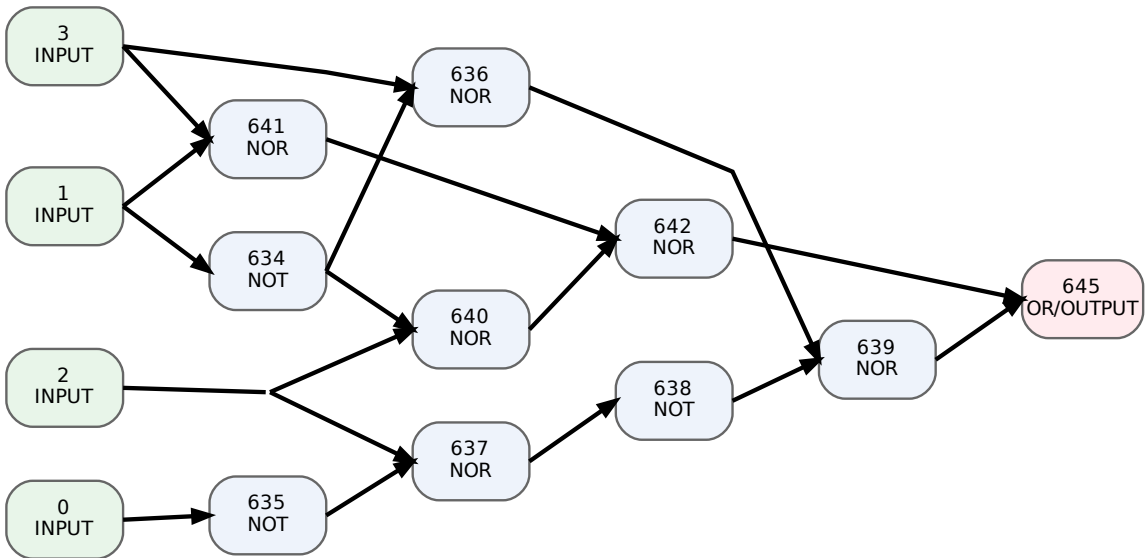 3
INPUT
636
NOR
641
NOR
1
INPUT
642
NOR
634
NOT
645
OR/OUTPUT
640
NOR
639
NOR
2
INPUT
638
NOT
637
NOR
0
INPUT
635
NOT